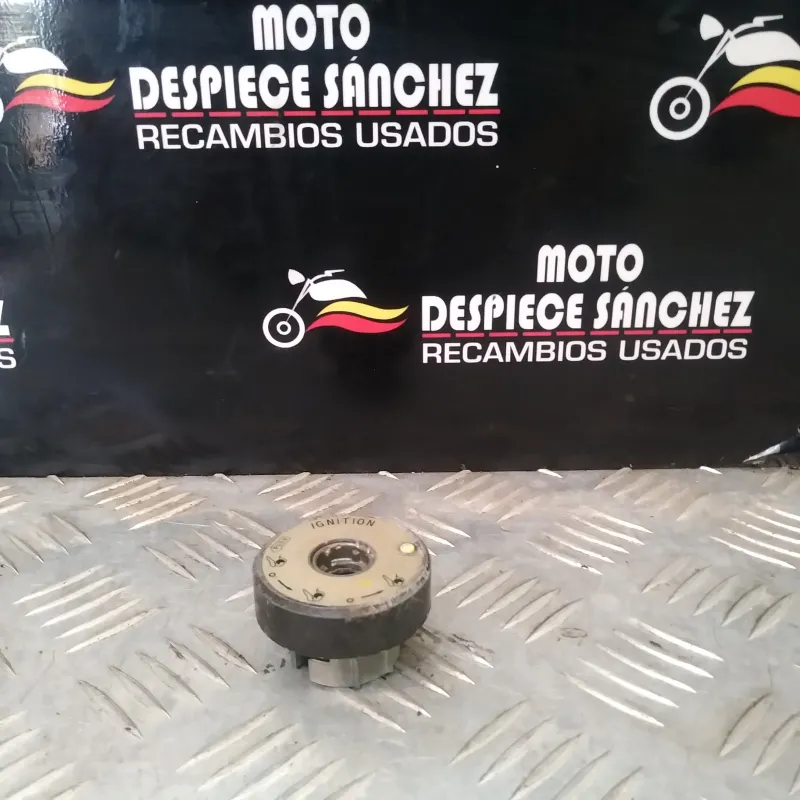 MOTO
DESPIECE SÁNCHEZ
RECAMBIOS USADOS
MOTO
DESPIECE SÁNCHEZ
RECAMBIOS USADOS
Z
S
IGNITION